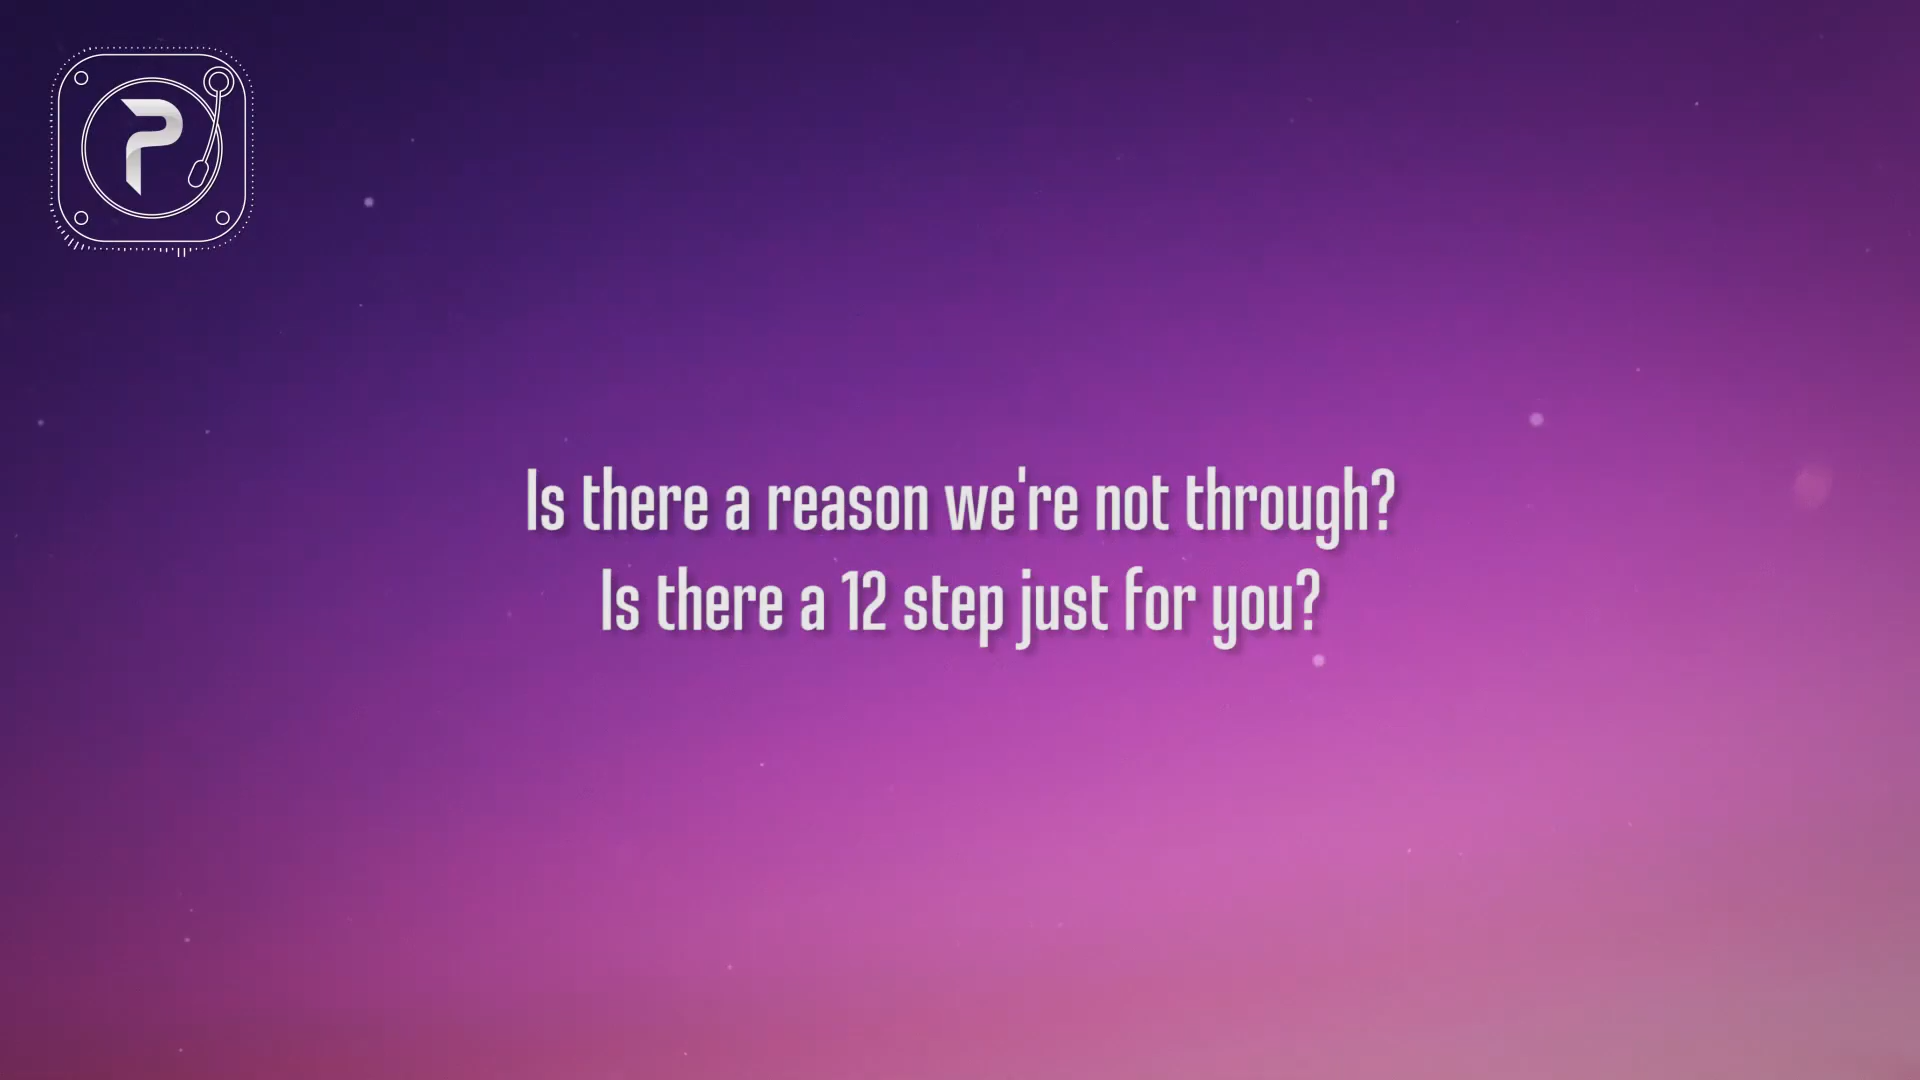 P
Is there a reason we're not through?
Is there a 12 step just for you?